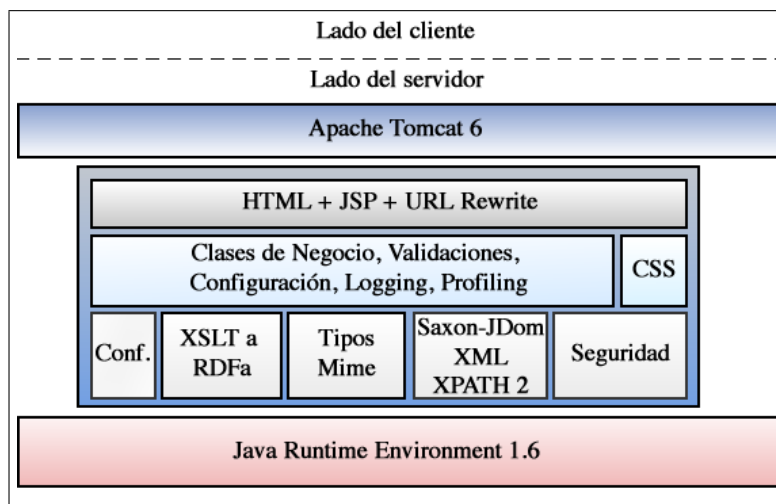 Lado del cliente
Lado del servidor
Apache Tomcat 6
HTML + JSP + URL Rewrite
Clases de Negocio, Validaciones,
Configuración, Logging, Profiling
CSS
Conf.
XSLT a
RDFa
Tipos
Mime
Saxon-JDom
XML
XPATH 2
Seguridad
Java Runtime Environment 1.6